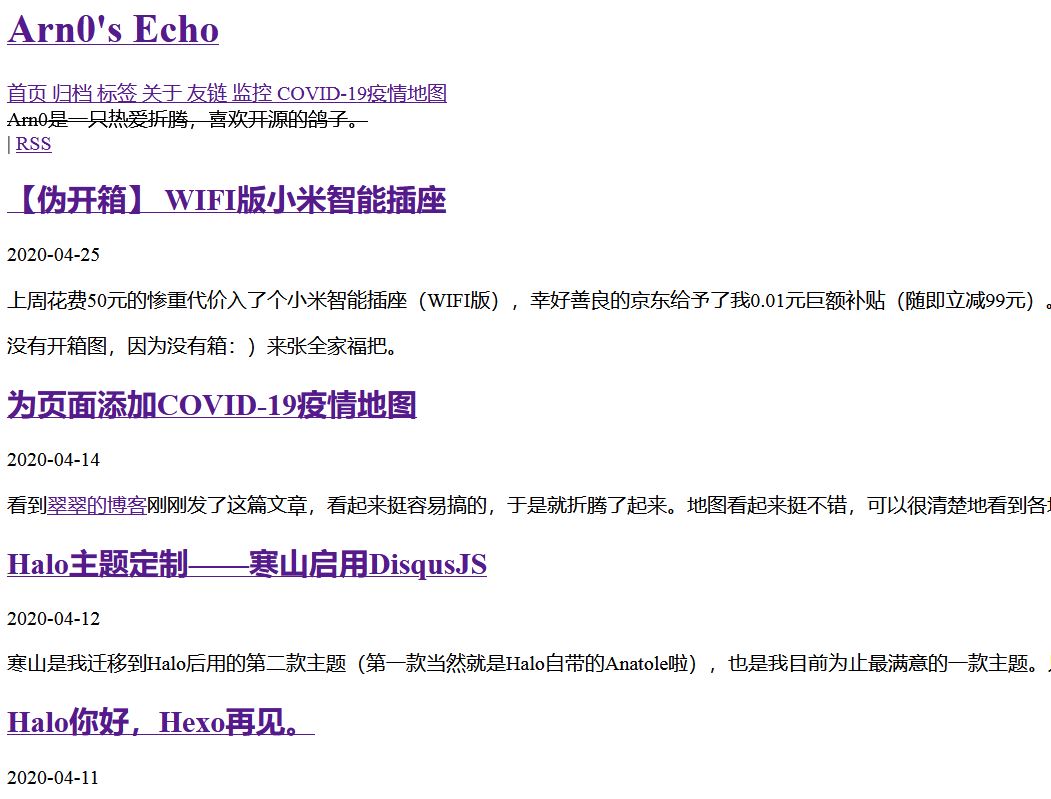 Arn0's Echo
首页 归档 标签 关于 友链 监控 COVID-19疫情地图
Arn0是一只热爱折腾，喜欢开源的鸽子。
| RSS
【伪开箱】 WIFI版小米智能插座
2020-04-25
上周花费50元的惨重代价入了个小米智能插座（WIFI版），幸好善良的京东给予了我0.01元巨额补贴（随即立减99元）。
没有开箱图，因为没有箱：）来张全家福把。
为页面添加COVID-19疫情地图
2020-04-14
看到翠翠的博客刚刚发了这篇文章，看起来挺容易搞的，于是就折腾了起来。地图看起来挺不错，可以很清楚地看到各
Halo主题定制——寒山启用DisqusJS
2020-04-12
寒山是我迁移到Halo后用的第二款主题（第一款当然就是Halo自带的Anatole啦），也是我目前为止最满意的一款主题。
Halo你好，Hexo再见。
2020-04-11